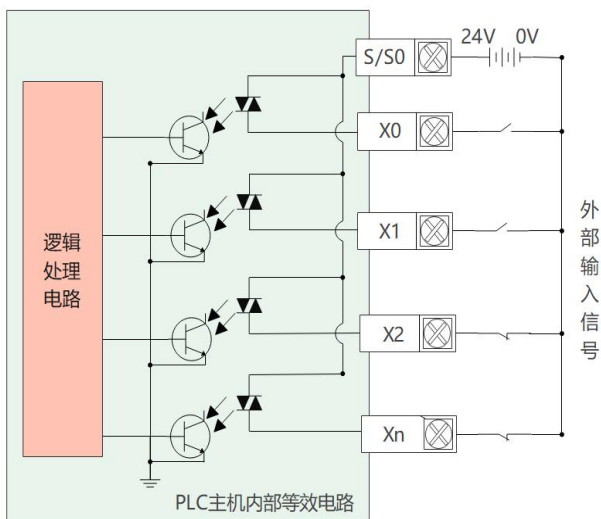 24V 0V
S/S0
X0
X1
X2
Xn
逻辑
处理
电路
外
部
输
入
信
号
PLC主机内部等效电路